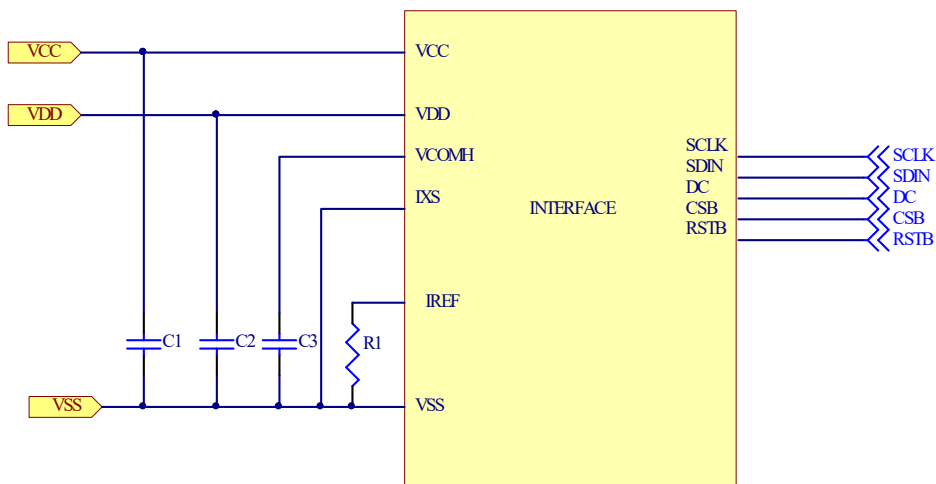 VCC
VCC
VDD
VDD
VCOMH
IXS
INTERFACE
IREF
C1
C2
C3
R1
VSS
VSS
SCLK
SDIN
DC
CSB
RSTB
SCLK
SDIN
DC
CSB
RSTB